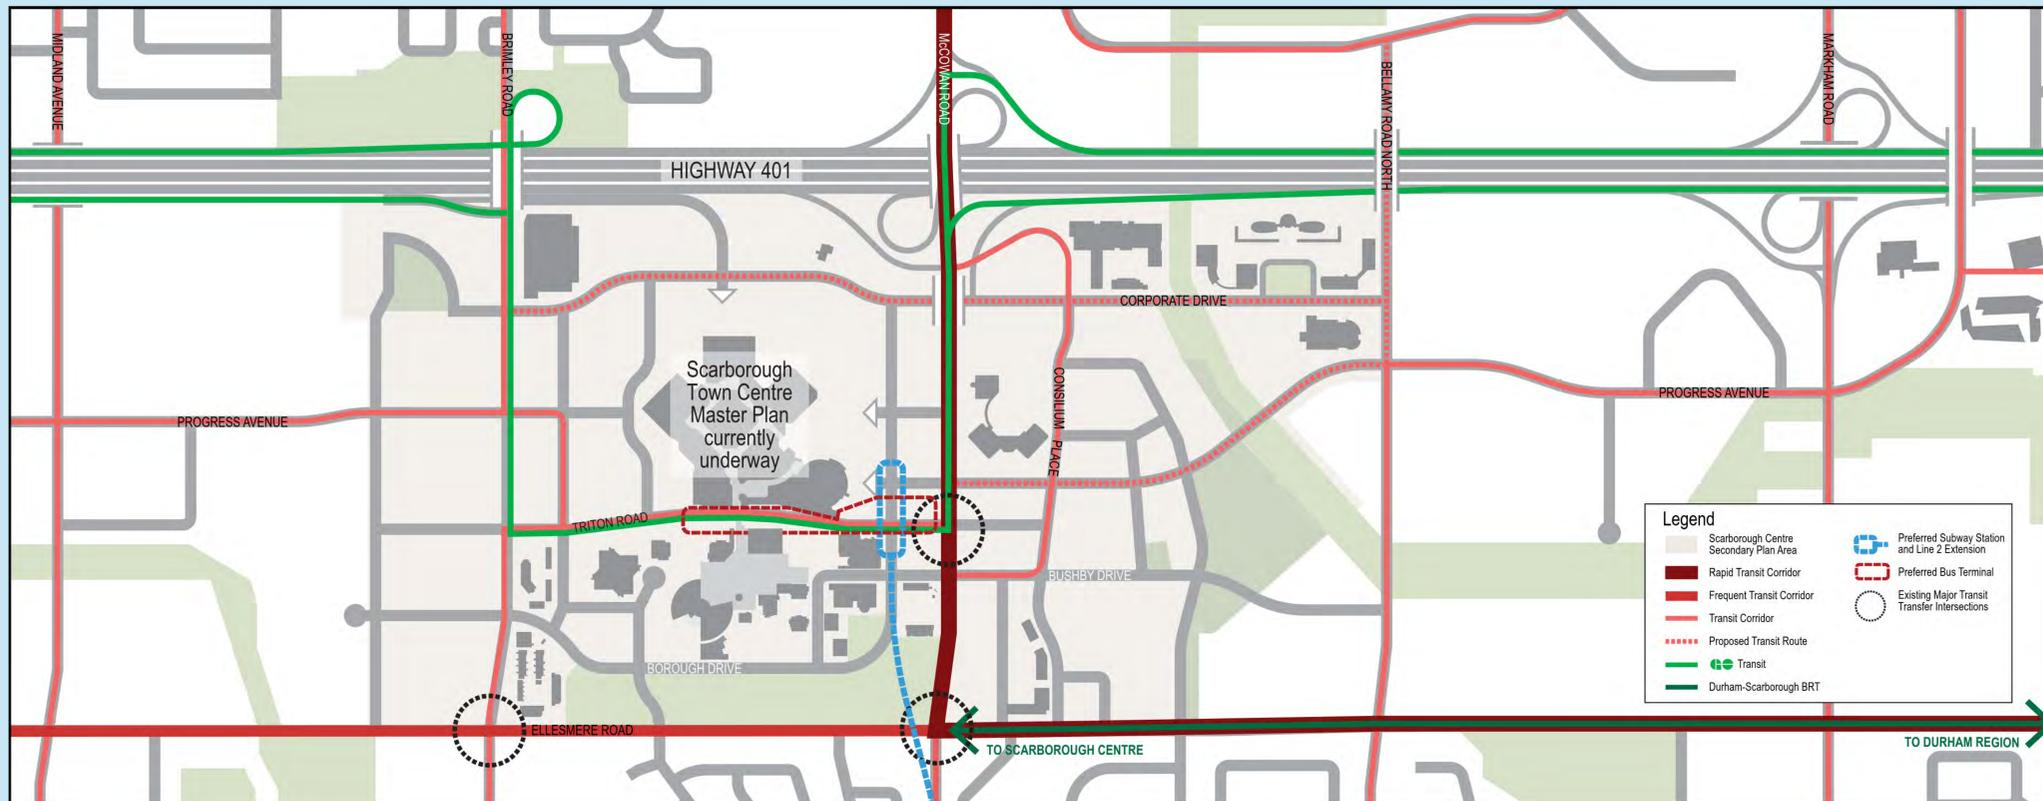 MIDLAND AVENUE
BRIMLEY ROAD
McCOWAN ROAD
BELLAMY ROAD NORTH
MARKHAM ROAD
HIGHWAY 401
CORPORATE DRIVE
Scarborough
Town Centre
Master Plan
currently
underway
CONSILIUM PLACE
PROGRESS AVENUE
PROGRESS AVENUE
TRITON ROAD
BUSHBY DRIVE
BOROUGH DRIVE
ELLESMERE ROAD
TO SCARBOROUGH CENTRE
TO DURHAM REGION
Legend
Scarborough Centre
Secondary Plan Area
Rapid Transit Corridor
Frequent Transit Corridor
Transit Corridor
Proposed Transit Route
GO Transit
Durham-Scarborough BRT
Preferred Subway Station
and Line 2 Extension
Preferred Bus Terminal
Existing Major Transit
Transfer Intersections